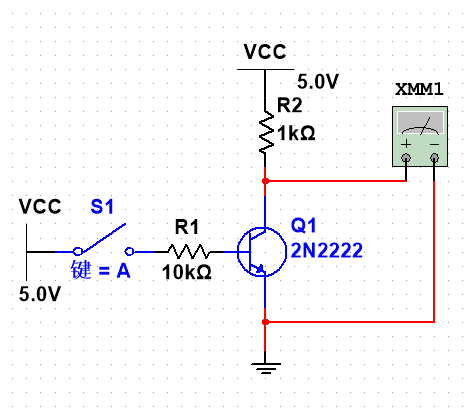 VCC
5.0V
R2
1kΩ
XMM1
+ −
VCC
S1
R1
Q1
2N2222
键 = A
10kΩ
5.0V